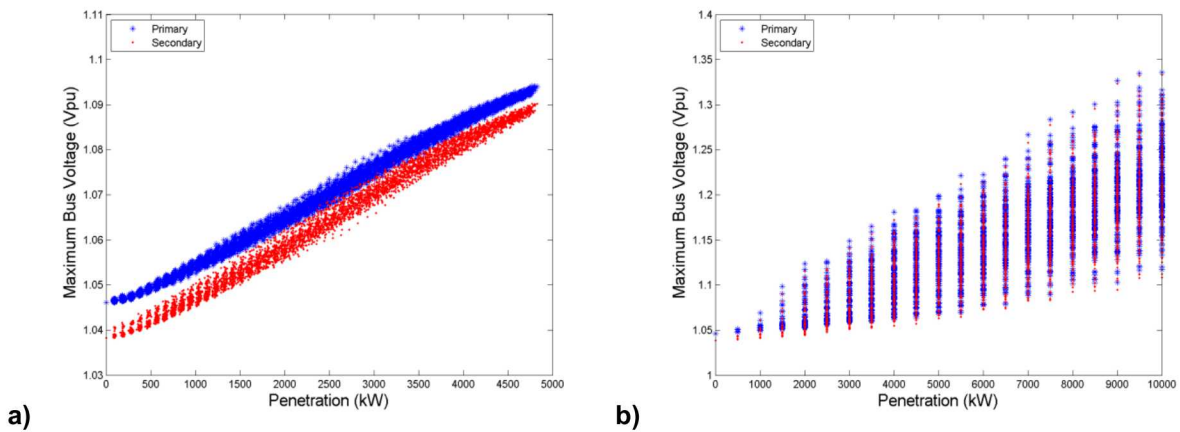 1.11
1.1
1.09
1.08
1.07
1.06
1.05
1.04
1.03
Primary
Secondary
Maximum Bus Voltage (Vpu)
0 500 1000 1500 2000 2500 3000 3500 4000 4500 5000
Penetration (kW)
a)
1.4
1.35
1.3
1.25
1.2
1.15
1.1
1.05
1
Primary
Secondary
Maximum Bus Voltage (Vpu)
0 1000 2000 3000 4000 5000 6000 7000 8000 9000 10000
Penetration (kW)
b)